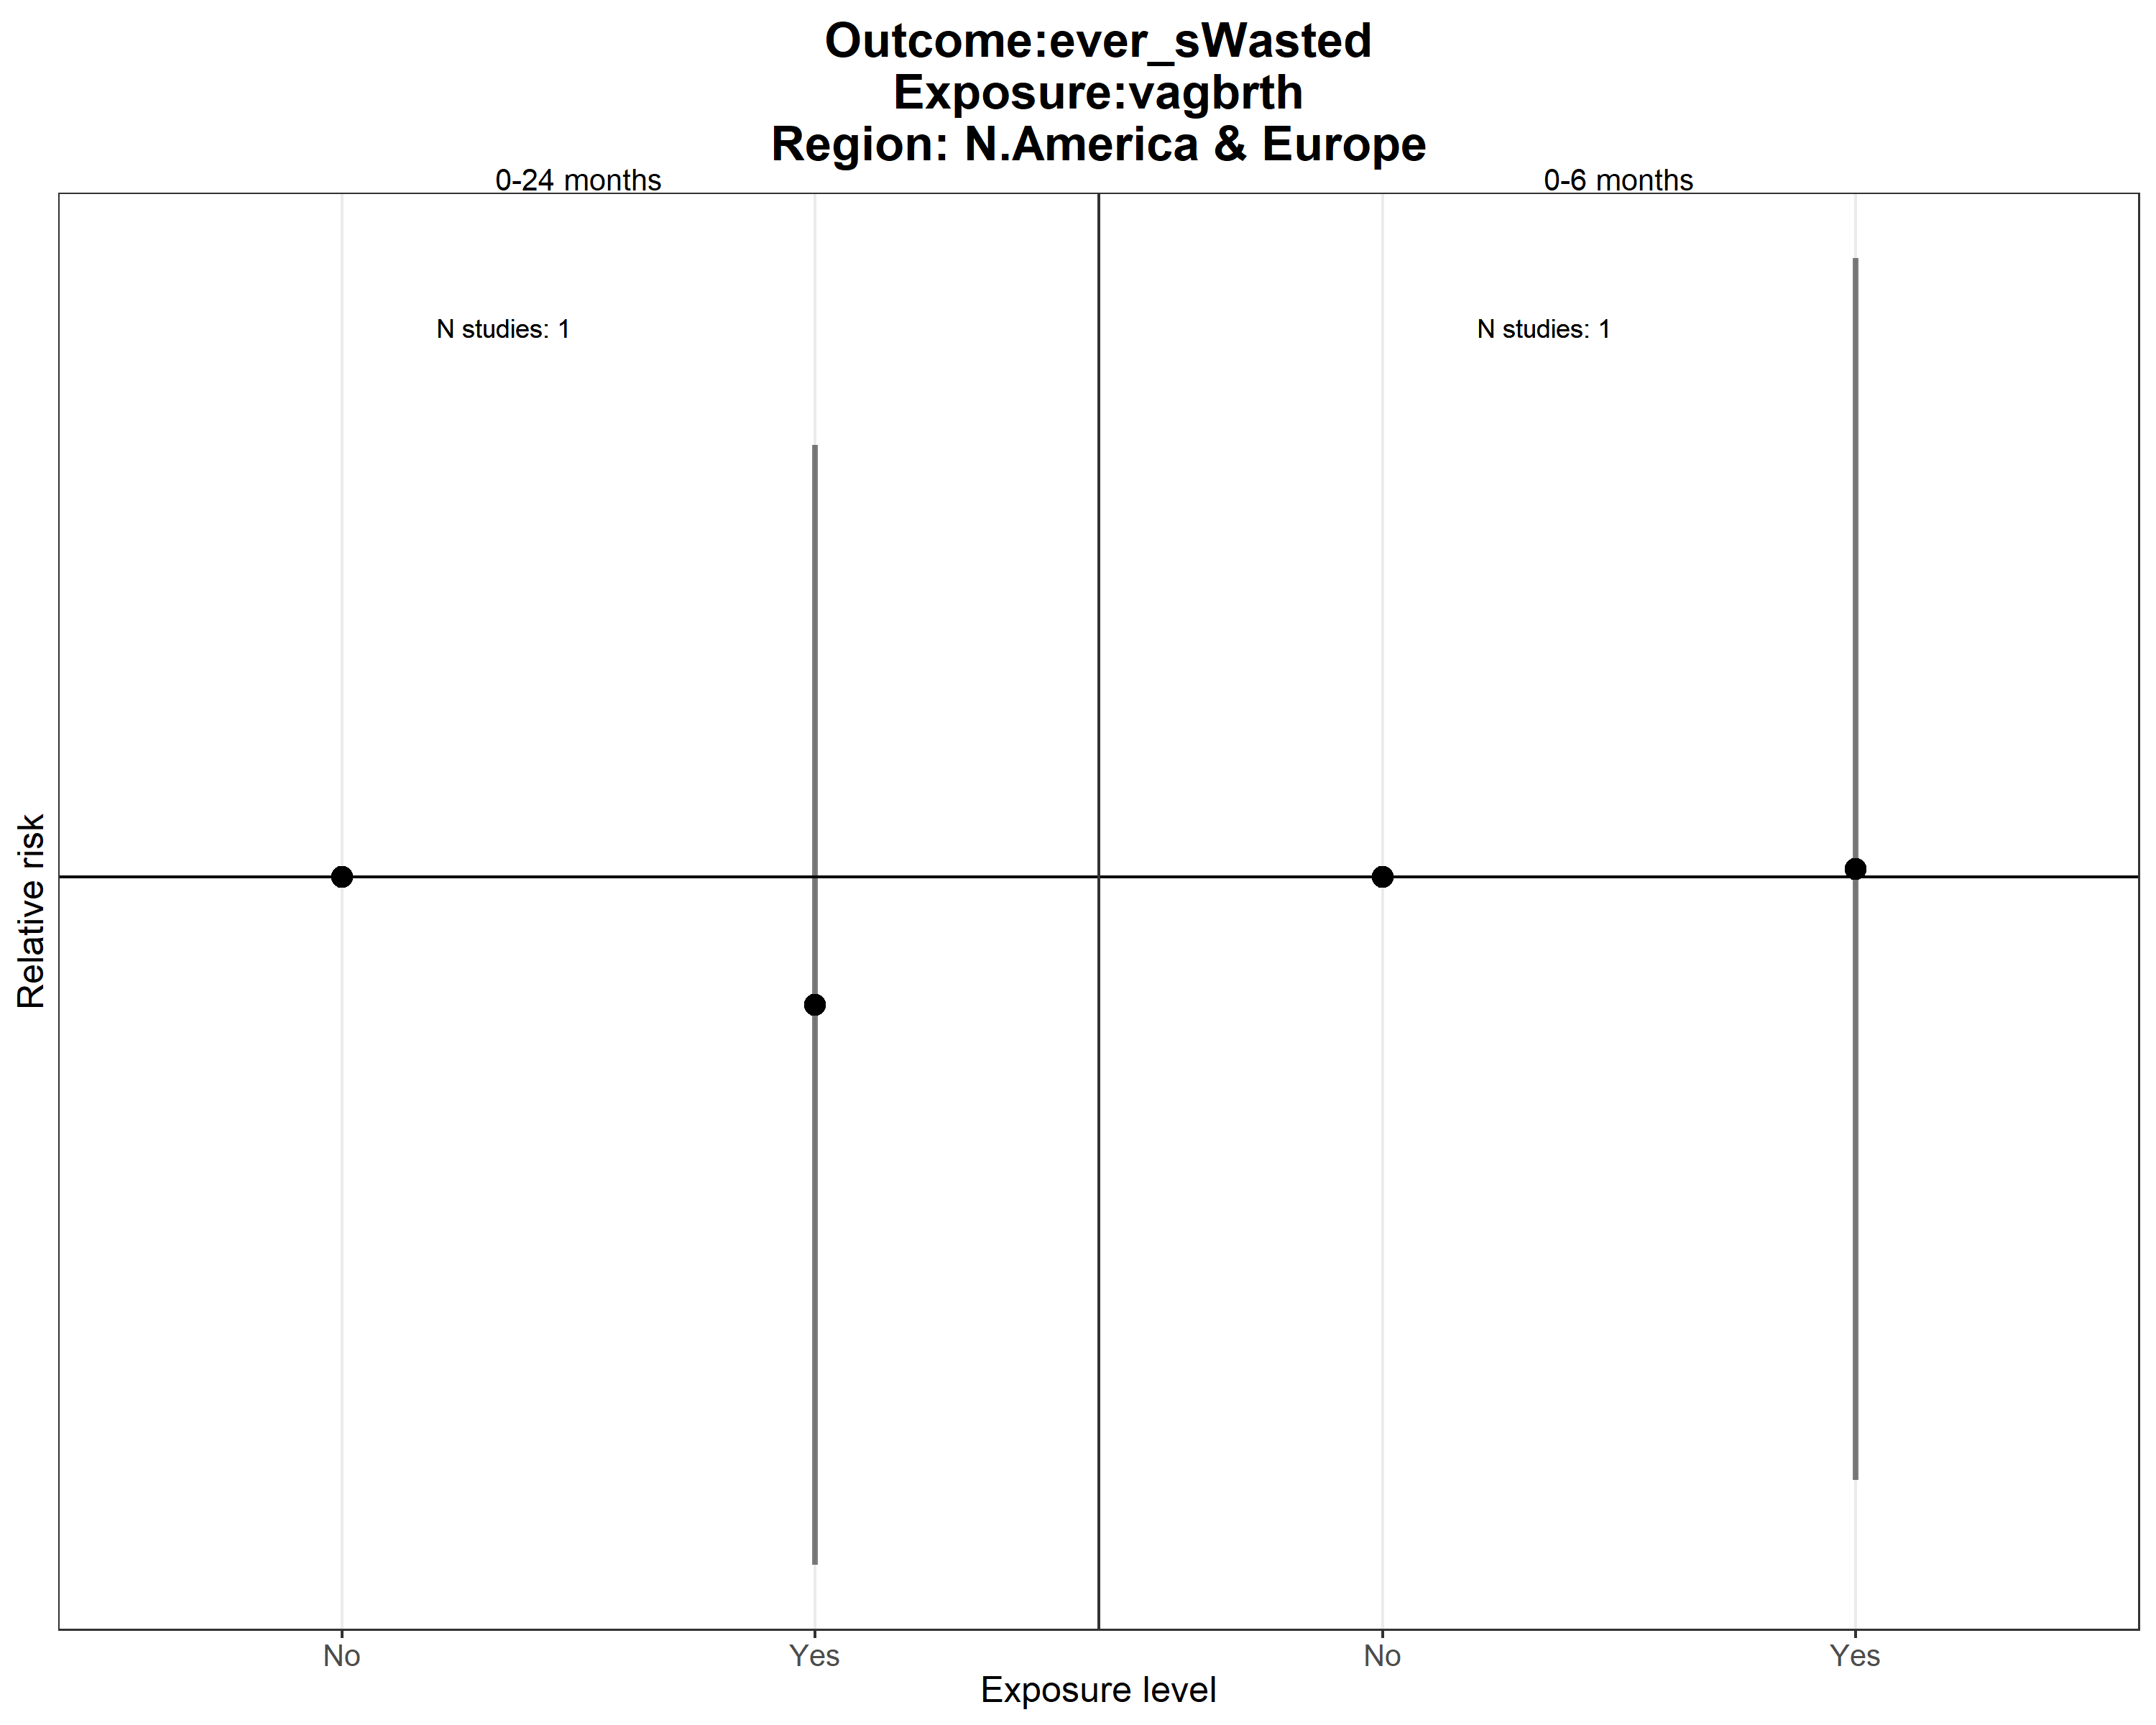 Outcome:ever_sWasted
Exposure:vagbrth
Region: N.America & Europe
0-24 months
0-6 months
N studies: 1
N studies: 1
Relative risk
No
Yes
No
Yes
Exposure level